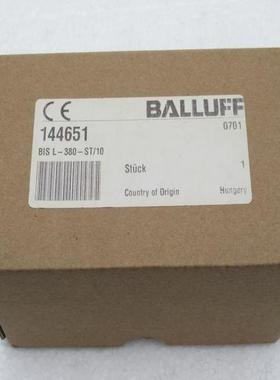 CE BALLUFF
144651 0701
BIS L-380-ST/10
Stück 1
Country of Origin Hungary